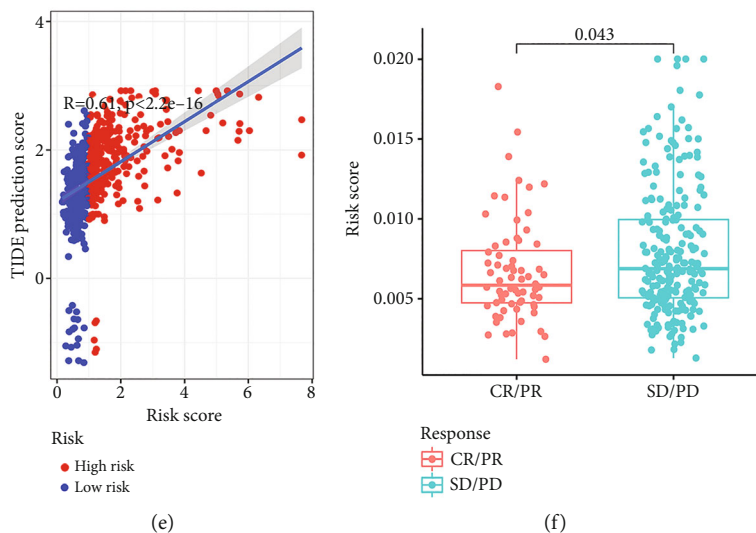 4
2
0
TIDE prediction score
R=0.61, p<2.2e−16
0
2
4
6
8
Risk score
Risk
High risk
Low risk
(e)
0.043
0.020
0.015
0.010
0.005
Risk score
CR/PR
SD/PD
Response
CR/PR
SD/PD
(f)